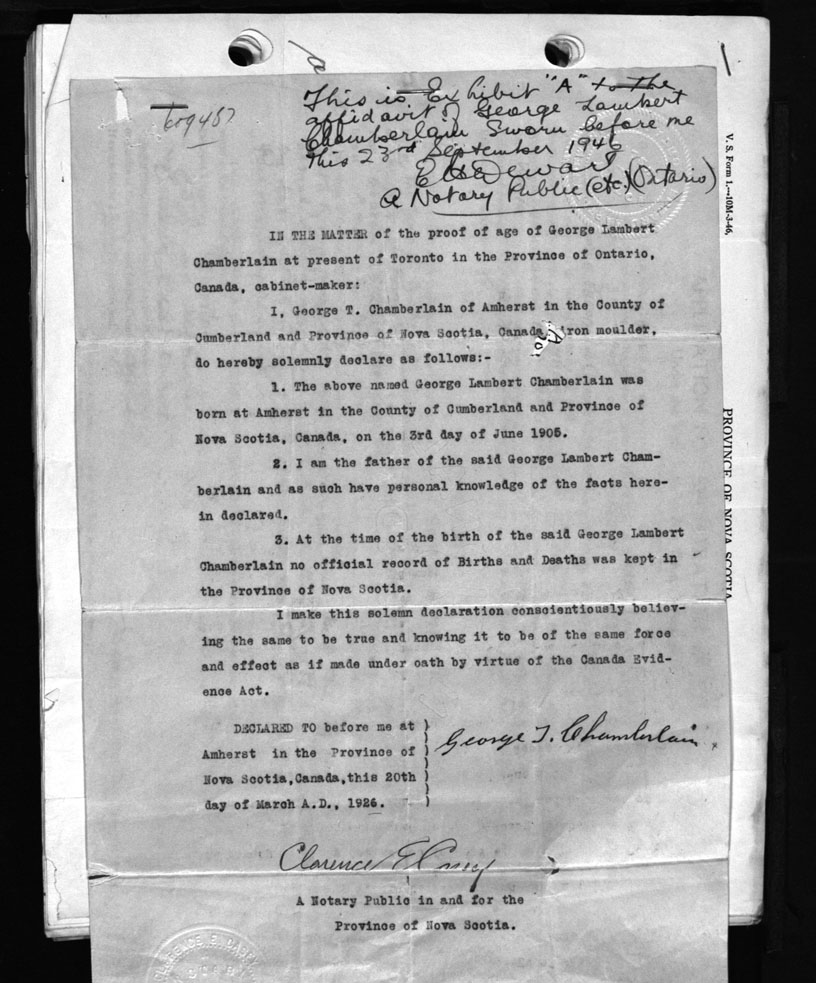 609457
This is Exhibit "A" to the
affidavit of George Lambert
Chamberlain Sworn before me
this 23rd September 1946
E H Dewart
A Notary Public (etc.) (Ontario)
V. S. Form 1.—10M-3-46.
IN THE MATTER of the proof of age of George Lambert
Chamberlain at present of Toronto in the Province of Ontario,
Canada, cabinet-maker:
I, George T. Chamberlain of Amherst in the County of
Cumberland and Province of Nova Scotia, Canada, iron moulder,
do hereby solemnly declare as follows:-
1. The above named George Lambert Chamberlain was
born at Amherst in the County of Cumberland and Province of
Nova Scotia, Canada, on the 3rd day of June 1905.
2. I am the father of the said George Lambert Cham-
berlain and as such have personal knowledge of the facts here-
in declared.
3. At the time of the birth of the said George Lambert
Chamberlain no official record of Births and Deaths was kept in
the Province of Nova Scotia.
PROVINCE OF NOVA SCOTIA
I make this solemn declaration conscientiously believ-
ing the same to be true and knowing it to be of the same force
and effect as if made under oath by virtue of the Canada Evid-
ence Act.
DECLARED TO before me at
Amherst in the Province of
Nova Scotia,Canada,this 20th
day of March A.D., 1926.
George T. Chamberlain
Clarence E Casey
A Notary Public in and for the
Province of Nova Scotia.
CLARENCE E. CASEY